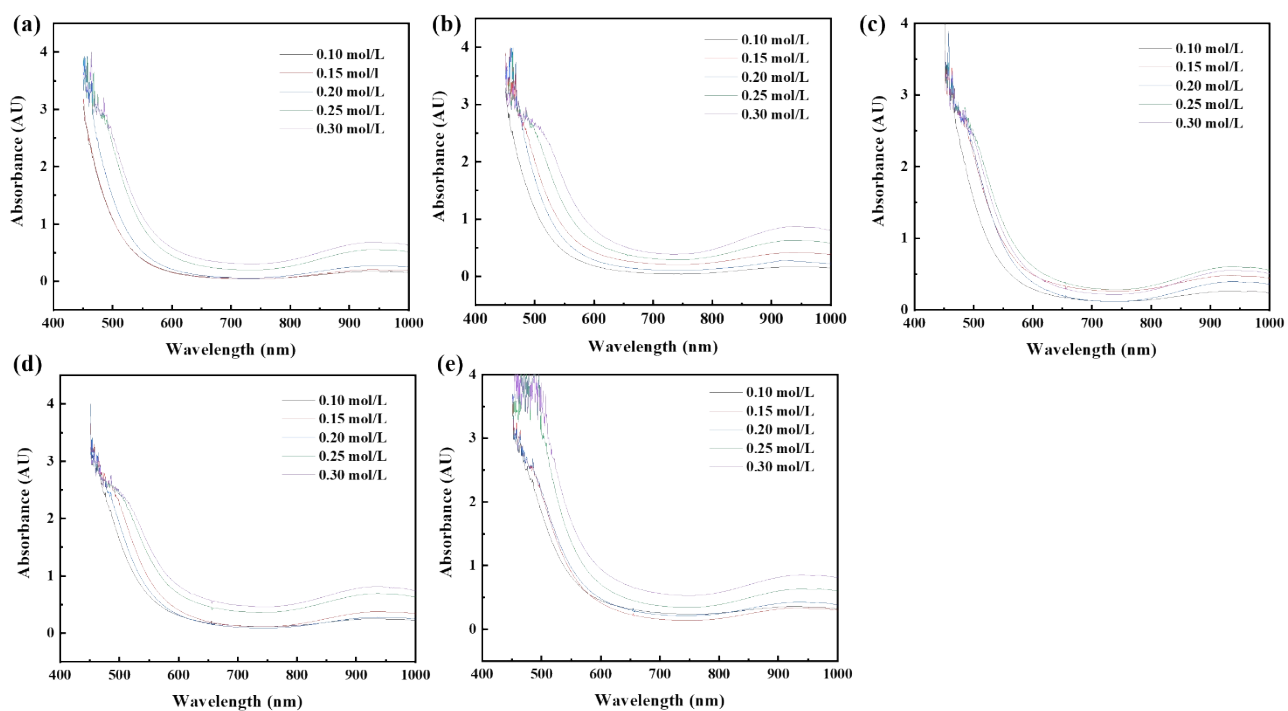 (a)
0.10 mol/L
0.15 mol/l
0.20 mol/L
0.25 mol/L
0.30 mol/L
Absorbance (AU)
4
3
2
1
0
400 500 600 700 800 900 1000
Wavelength (nm)
(b)
0.10 mol/L
0.15 mol/L
0.20 mol/L
0.25 mol/L
0.30 mol/L
Absorbance (AU)
4
3
2
1
0
400 500 600 700 800 900 1000
Wavelength (nm)
(c)
0.10 mol/L
0.15 mol/L
0.20 mol/L
0.25 mol/L
0.30 mol/L
Absorbance (AU)
4
3
2
1
0
400 500 600 700 800 900 1000
Wavelength (nm)
(d)
0.10 mol/L
0.15 mol/L
0.20 mol/L
0.25 mol/L
0.30 mol/L
Absorbance (AU)
4
3
2
1
0
400 500 600 700 800 900 1000
Wavelength (nm)
(e)
0.10 mol/L
0.15 mol/L
0.20 mol/L
0.25 mol/L
0.30 mol/L
Absorbance (AU)
4
3
2
1
0
400 500 600 700 800 900 1000
Wavelength (nm)